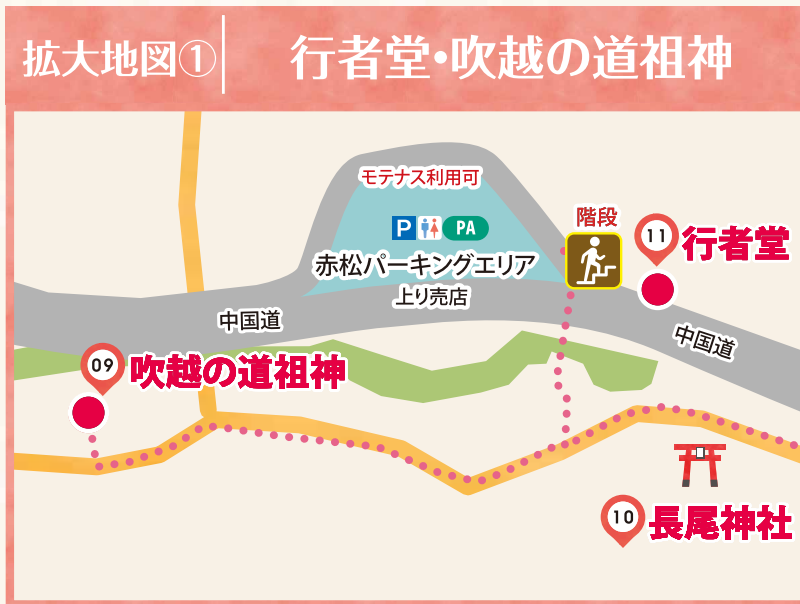 拡大地図①
行者堂・吹越の道祖神
モテナス利用可
P
PA
赤松パーキングエリア
上り売店
階段
11
行者堂
中国道
中国道
09
吹越の道祖神
10
長尾神社